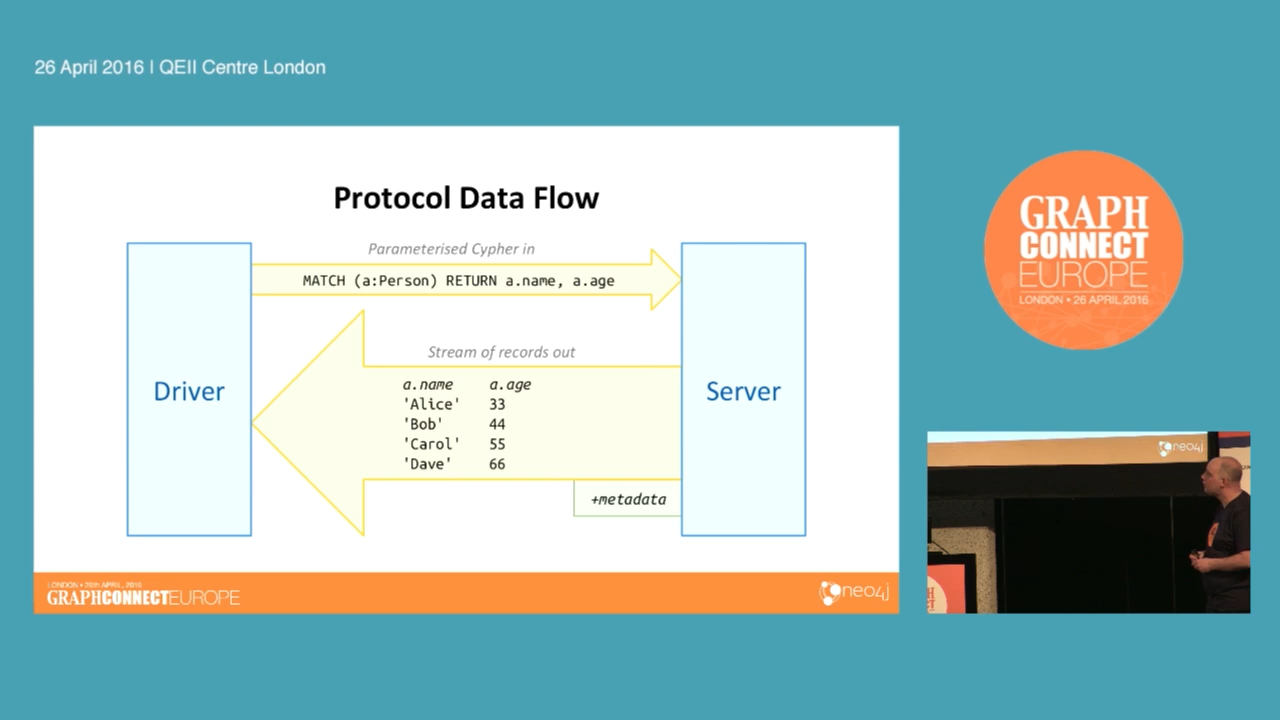 26 April 2016 | QEII Centre London
Protocol Data Flow
Parameterised Cypher in
MATCH (a:Person) RETURN a.name, a.age
Driver
Server
Stream of records out
a.name a.age
'Alice' 33
'Bob' 44
'Carol' 55
'Dave' 66
+metadata
LONDON • 26th APRIL, 2016
GRAPHCONNECTEUROPE
neo4j
GRAPH
CONNECT
EUROPE
LONDON • 26 APRIL 2016
neo4j